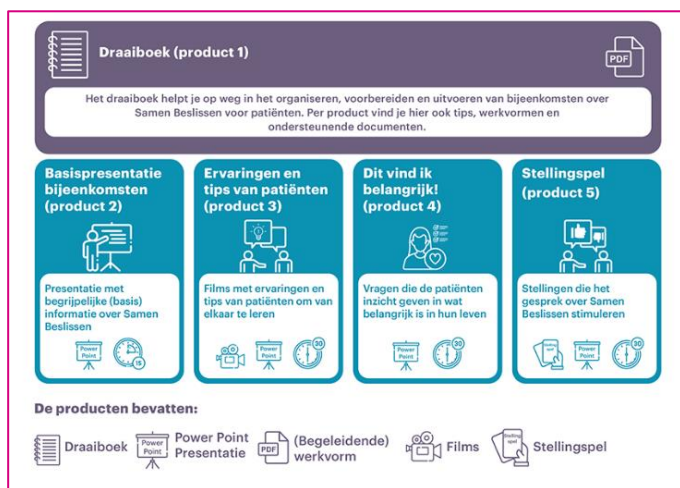 Draaiboek (product 1)
PDF
Het draaiboek helpt je op weg in het organiseren, voorbereiden en uitvoeren van bijeenkomsten over
Samen Beslissen voor patiënten. Per product vind je hier ook tips, werkvormen en
ondersteunende documenten.
Basispresentatie
bijeenkomsten
(product 2)
Presentatie met
begrijpelijke (basis)
informatie over Samen
Beslissen
Power
Point
15
Ervaringen en
tips van patiënten
(product 3)
Films met ervaringen en
tips van patiënten om van
elkaar te leren
Power
Point
30
Dit vind ik
belangrijk!
(product 4)
Vragen die de patiënten
inzicht geven in wat
belangrijk is in hun leven
Power
Point
30
Stellingspel
(product 5)
Stellingen die het
gesprek over Samen
Beslissen stimuleren
Stelling
spel
Power
Point
30
De producten bevatten:
Draaiboek
Power
Point
Power Point
Presentatie
PDF
(Begeleidende)
werkvorm
Films
Stelling
spel
Stellingspel